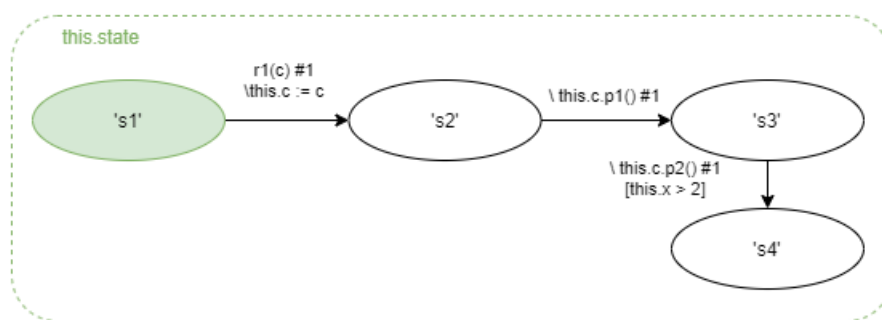 this.state
r1(c) #1
\this.c := c
's1'
's2'
\ this.c.p1() #1
's3'
\ this.c.p2() #1
[this.x > 2]
's4'